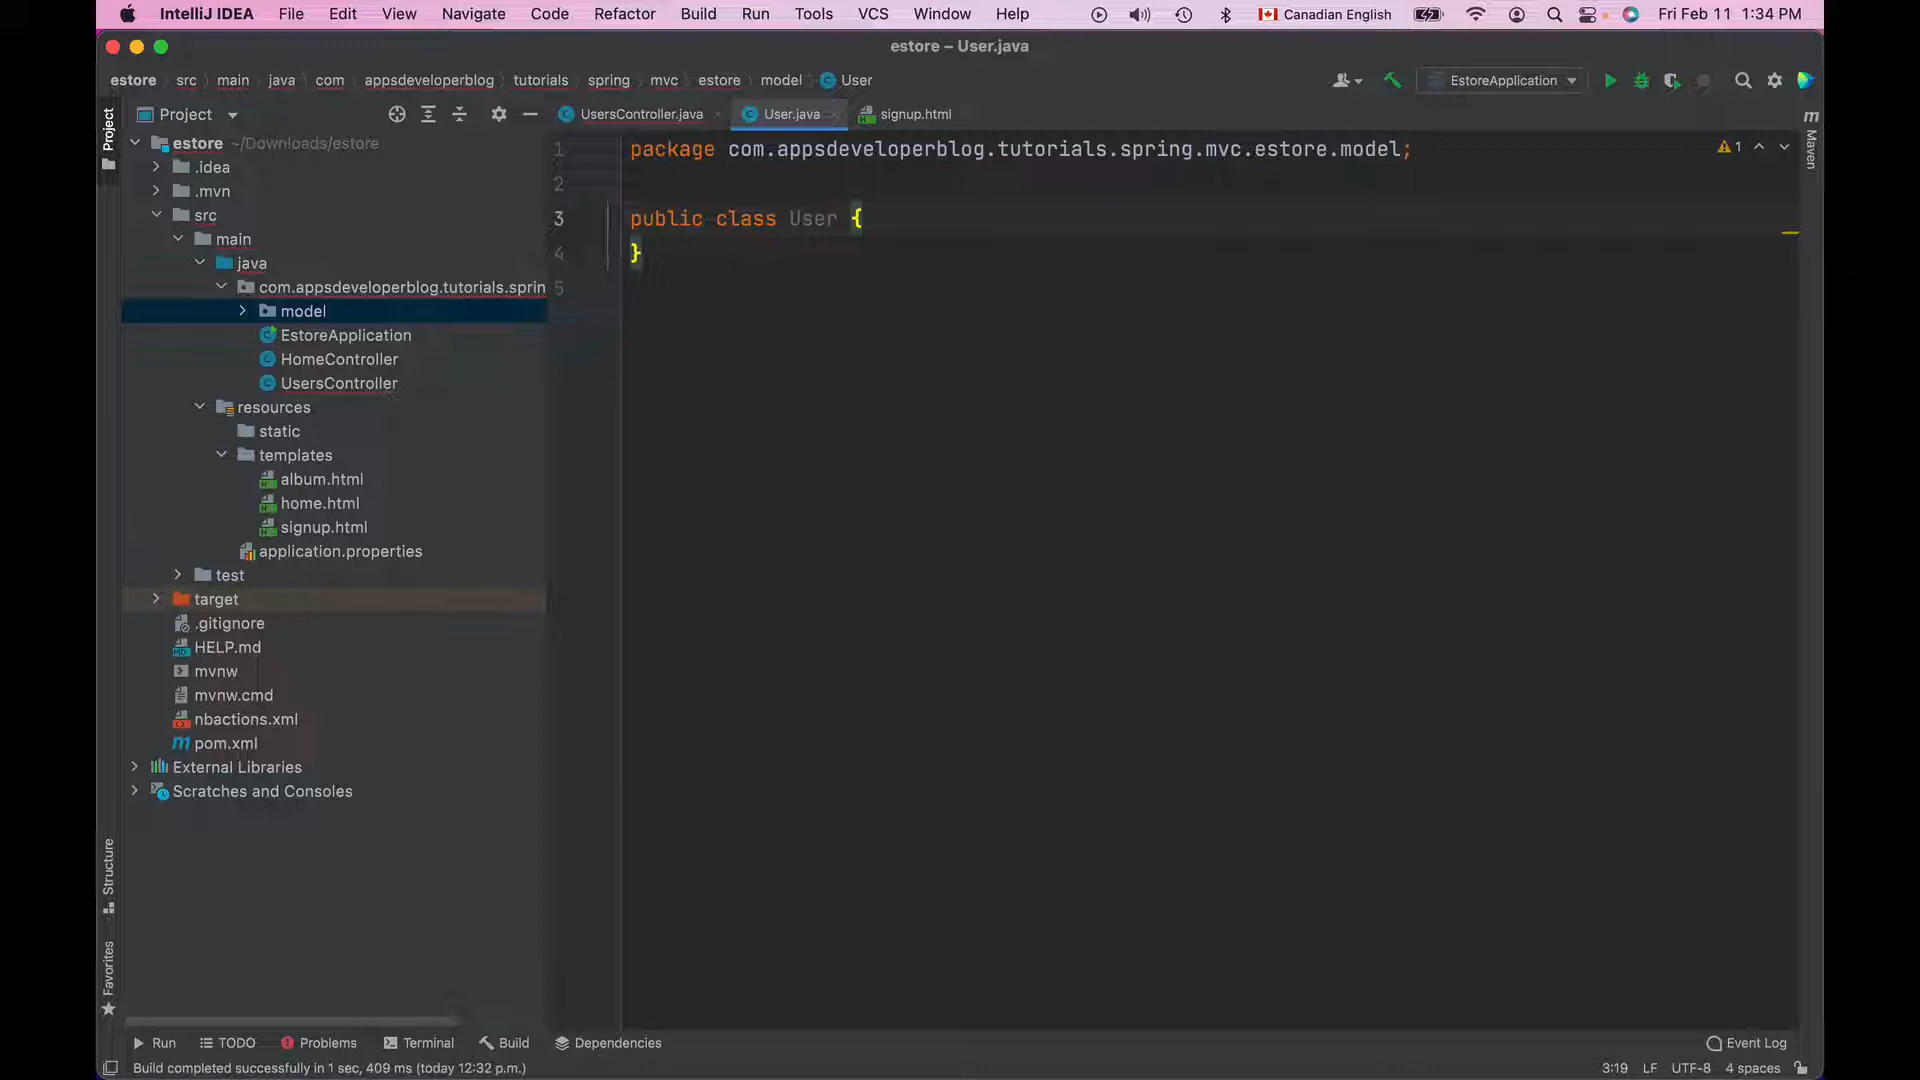 IntelliJ IDEA File Edit View Navigate Code Refactor Build Run Tools VCS Window Help Canadian English Fri Feb 11 1:34 PM
estore – User.java
estore src main java com appsdeveloperblog tutorials spring mvc estore model User EstoreApplication
Project Project UsersController.java User.java signup.html m Maven
estore ~/Downloads/estore
.idea
.mvn
src
main
java
com.appsdeveloperblog.tutorials.sprin
model
EstoreApplication
HomeController
UsersController
resources
static
templates
album.html
home.html
signup.html
application.properties
test
target
.gitignore
HELP.md
mvnw
mvnw.cmd
nbactions.xml
pom.xml
External Libraries
Scratches and Consoles
1 package com.appsdeveloperblog.tutorials.spring.mvc.estore.model; 1
2
3 public class User {
4 }
5
Structure
Favorites
Run TODO Problems Terminal Build Dependencies Event Log
Build completed successfully in 1 sec, 409 ms (today 12:32 p.m.) 3:19 LF UTF-8 4 spaces